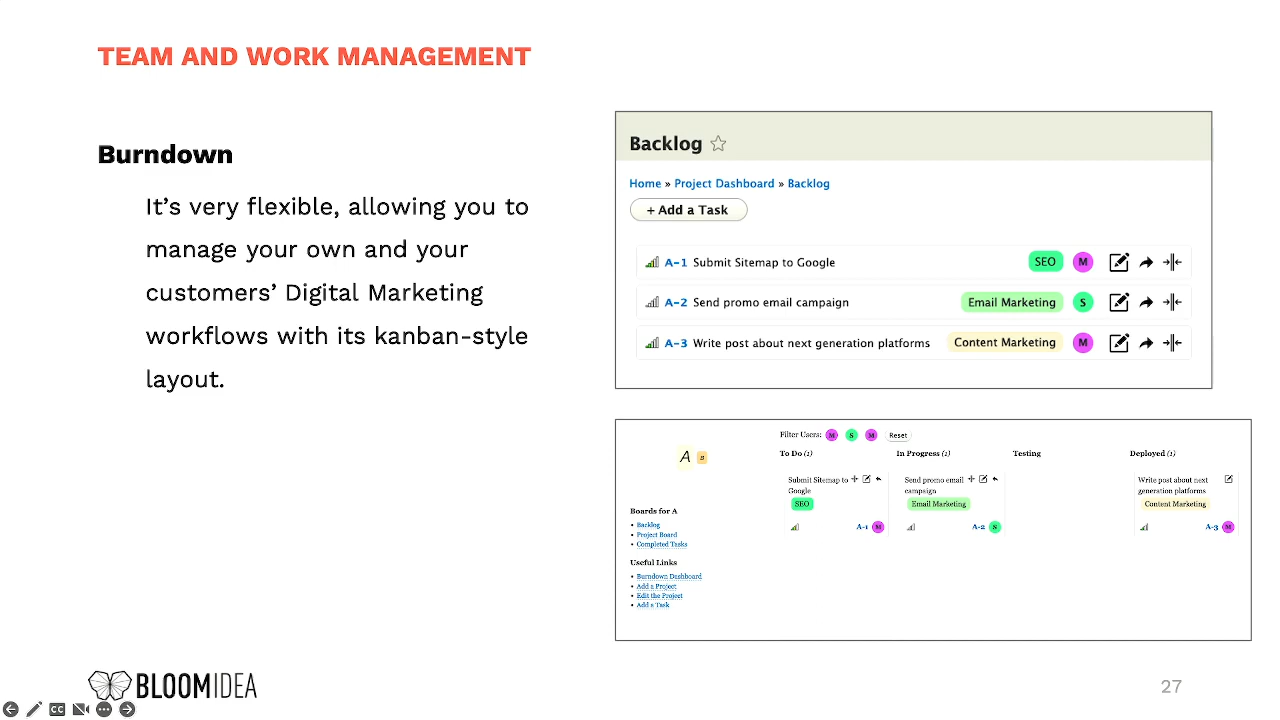 TEAM AND WORK MANAGEMENT
Burndown
It’s very flexible, allowing you to
manage your own and your
customers’ Digital Marketing
workflows with its kanban-style
layout.
Backlog
Home » Project Dashboard » Backlog
+ Add a Task
A-1 Submit Sitemap to Google SEO M
A-2 Send promo email campaign Email Marketing S
A-3 Write post about next generation platforms Content Marketing M
Filter Users: M S M Reset
A B
Boards for A
• Backlog
• Project Board
• Completed Tasks
Useful Links
• Burndown Dashboard
• Add a Project
• Edit the Project
• Add a Task
To Do (1)
Submit Sitemap to
Google
SEO
A-1 M
In Progress (1)
Send promo email
campaign
Email Marketing
A-2 S
Testing
Deployed (1)
Write post about next
generation platforms
Content Marketing
A-3 M
BLOOMIDEA
27
CC